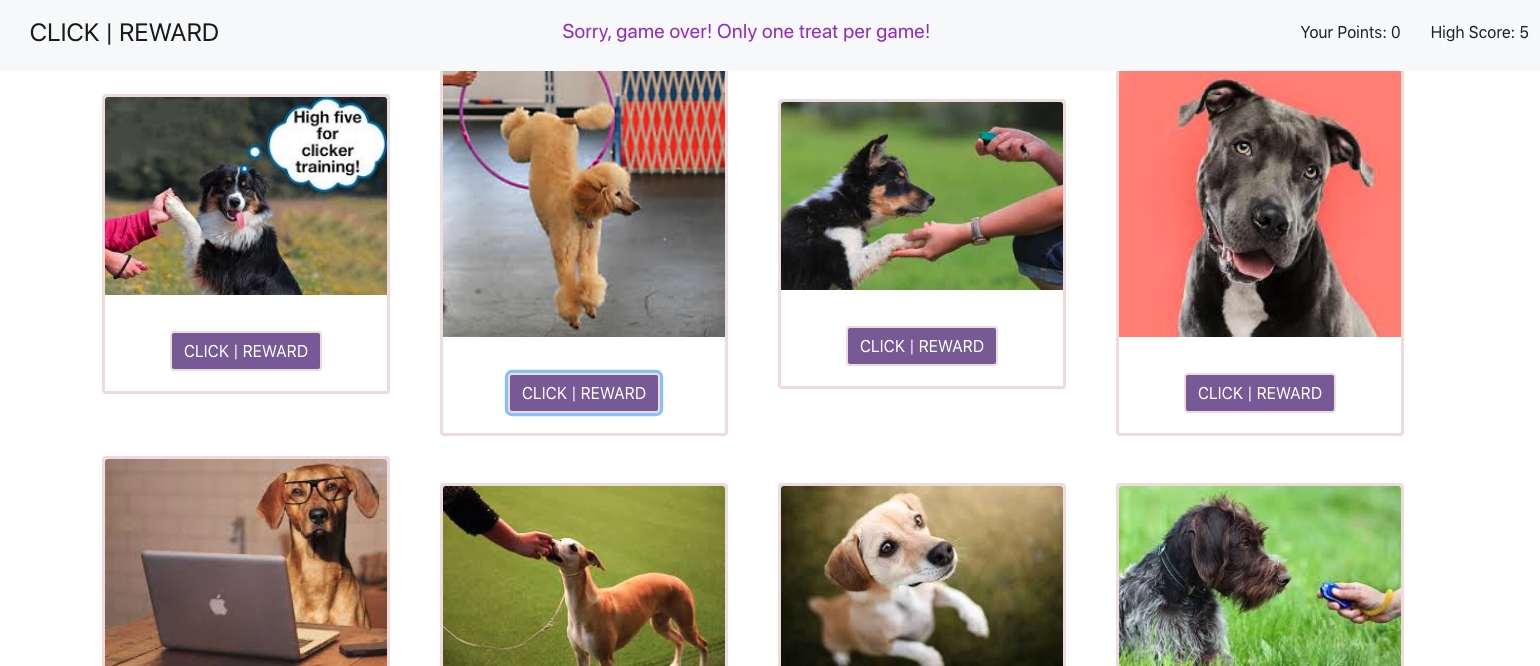 CLICK | REWARD
Sorry, game over! Only one treat per game!
Your Points: 0
High Score: 5
High five
for
clicker
training!
CLICK | REWARD
CLICK | REWARD
CLICK | REWARD
CLICK | REWARD